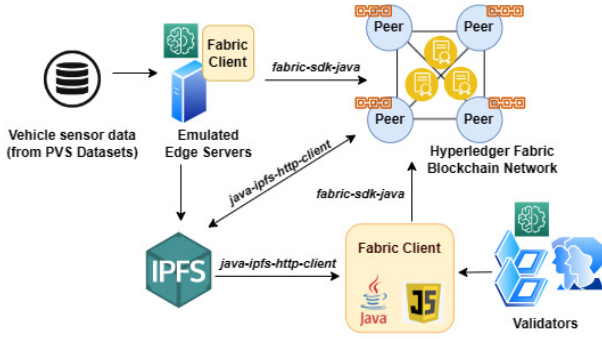 Peer
Peer
Fabric
Client
fabric-sdk-java
Peer
Peer
Vehicle sensor data
(from PVS Datasets)
Emulated
Edge Servers
Hyperledger Fabric
Blockchain Network
java-ipfs-http-client
fabric-sdk-java
IPFS
java-ipfs-http-client
Fabric Client
Java
JS
Validators